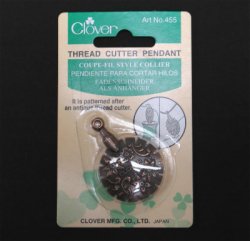 Art No.455
Clover
THREAD CUTTER PENDANT
COUPE-FIL STYLE COLLIER
PENDIENTE PARA CORTAR HILOS
FADENSCHNEIDER
ALS ANHÄNGER
It is patterned after
an antique thread cutter.
CLOVER MFG. CO., LTD. JAPAN